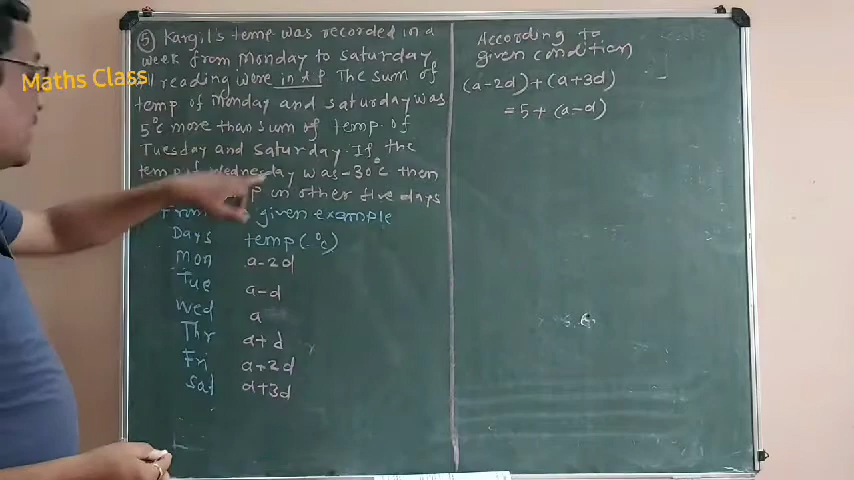 (5) Kargil's temp was recorded in a
week from Monday to saturday
reading were in A P The sum of
temp of Monday and saturday was
5°c more than sum of temp. of
Tuesday and saturday. If the
temp of Wednesday was -30°c then
in other five days
From given example
Days temp (°c)
Mon a-2d
Tue a-d
Wed a
Thr a+d
Fri a+2d
sat a+3d
According to
given condition
(a-2d)+(a+3d)
=5+(a-d)
Maths Class